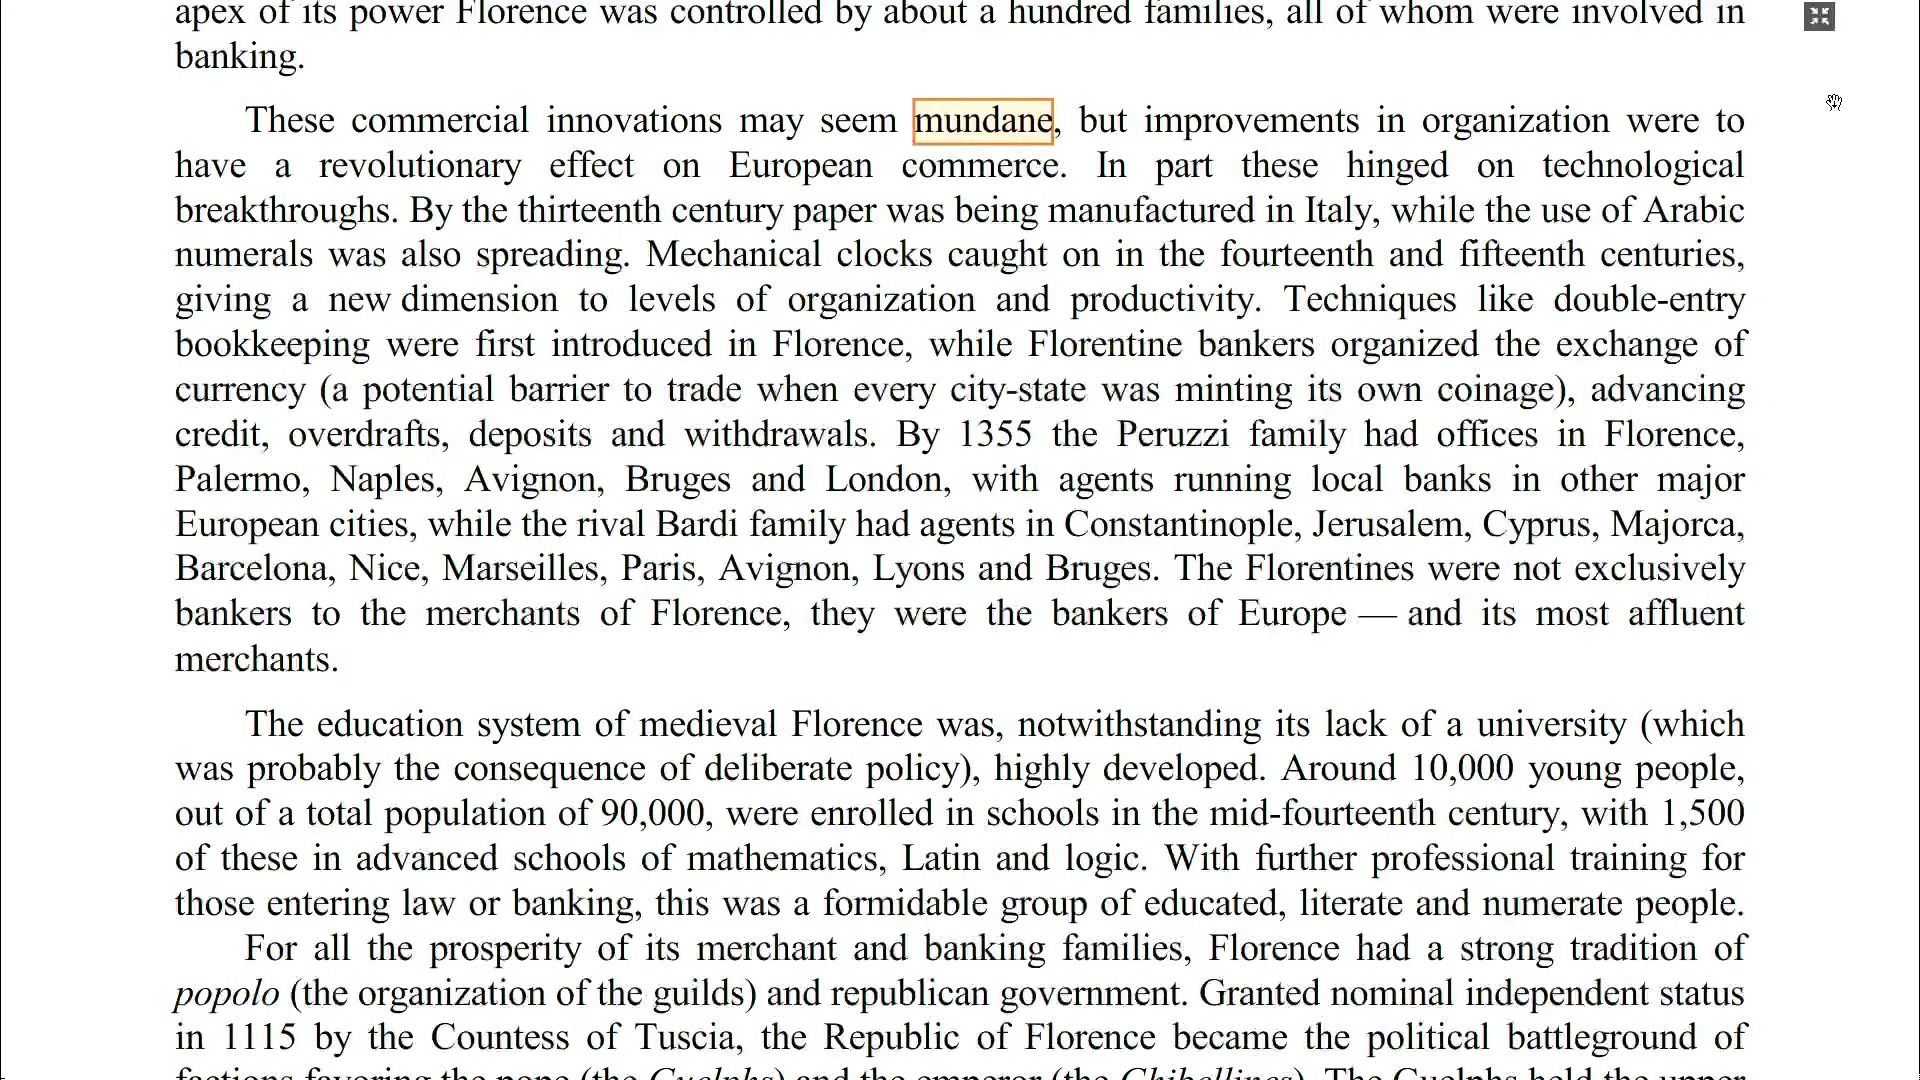 apex of its power Florence was controlled by about a hundred families, all of whom were involved in
banking.
These commercial innovations may seem mundane, but improvements in organization were to
have a revolutionary effect on European commerce. In part these hinged on technological
breakthroughs. By the thirteenth century paper was being manufactured in Italy, while the use of Arabic
numerals was also spreading. Mechanical clocks caught on in the fourteenth and fifteenth centuries,
giving a new dimension to levels of organization and productivity. Techniques like double-entry
bookkeeping were first introduced in Florence, while Florentine bankers organized the exchange of
currency (a potential barrier to trade when every city-state was minting its own coinage), advancing
credit, overdrafts, deposits and withdrawals. By 1355 the Peruzzi family had offices in Florence,
Palermo, Naples, Avignon, Bruges and London, with agents running local banks in other major
European cities, while the rival Bardi family had agents in Constantinople, Jerusalem, Cyprus, Majorca,
Barcelona, Nice, Marseilles, Paris, Avignon, Lyons and Bruges. The Florentines were not exclusively
bankers to the merchants of Florence, they were the bankers of Europe — and its most affluent
merchants.
The education system of medieval Florence was, notwithstanding its lack of a university (which
was probably the consequence of deliberate policy), highly developed. Around 10,000 young people,
out of a total population of 90,000, were enrolled in schools in the mid-fourteenth century, with 1,500
of these in advanced schools of mathematics, Latin and logic. With further professional training for
those entering law or banking, this was a formidable group of educated, literate and numerate people.
For all the prosperity of its merchant and banking families, Florence had a strong tradition of
popolo (the organization of the guilds) and republican government. Granted nominal independent status
in 1115 by the Countess of Tuscia, the Republic of Florence became the political battleground of
factions favoring the pope (the Guelphs) and the emperor (the Ghibellines). The Guelphs held the upper